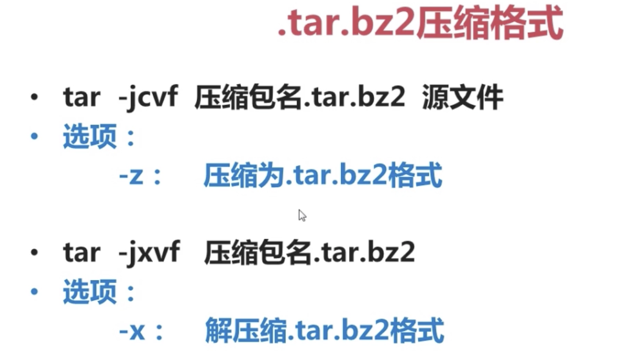 .tar.bz2压缩格式
• tar -jcvf 压缩包名.tar.bz2 源文件
• 选项：
-z： 压缩为.tar.bz2格式
• tar -jxvf 压缩包名.tar.bz2
• 选项：
-x： 解压缩.tar.bz2格式